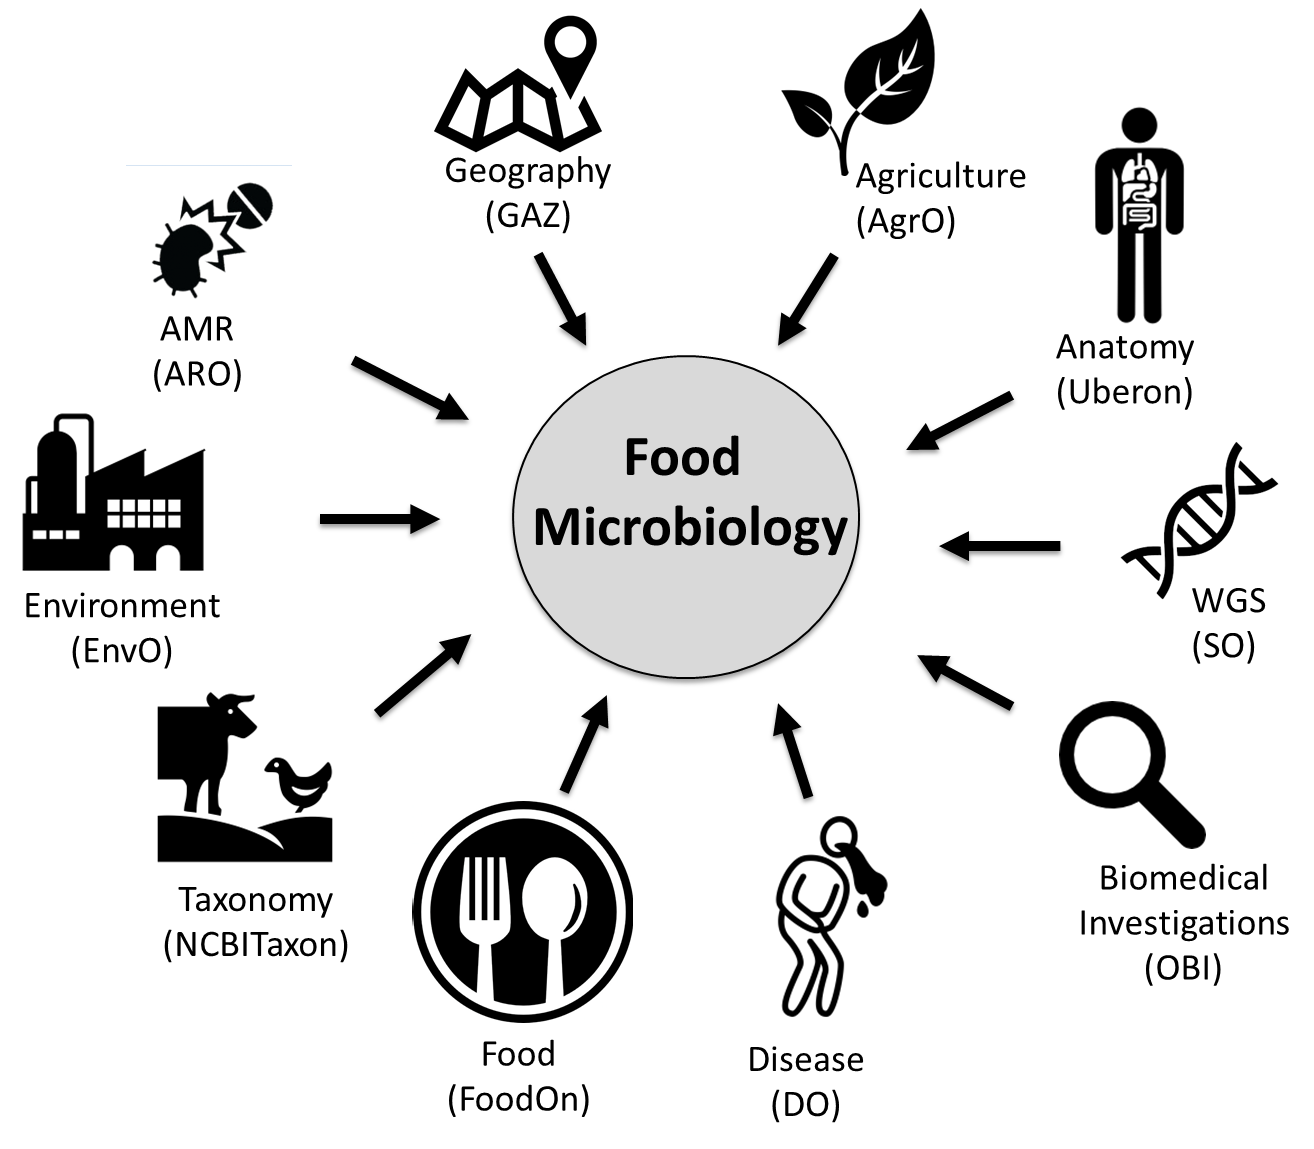 Geography
(GAZ)
Agriculture
(AgrO)
Anatomy
(Uberon)
WGS
(SO)
Biomedical
Investigations
(OBI)
Disease
(DO)
Food
(FoodOn)
Taxonomy
(NCBITaxon)
Environment
(EnvO)
AMR
(ARO)
Food
Microbiology